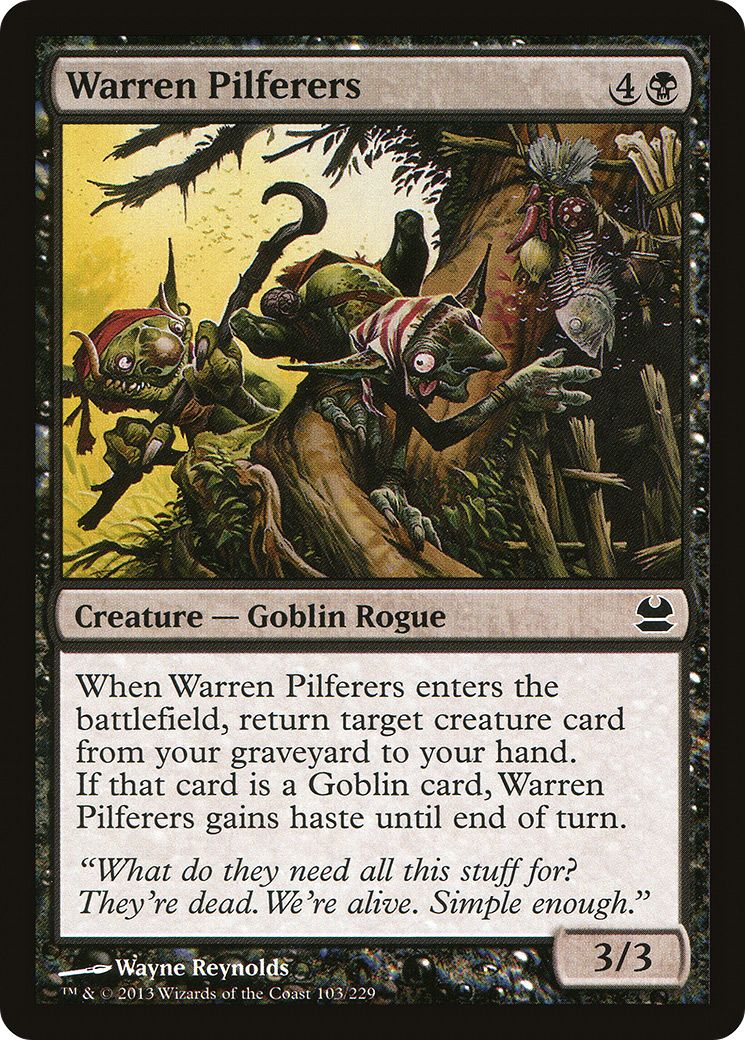 Warren Pilferers 4
Creature — Goblin Rogue
When Warren Pilferers enters the
battlefield, return target creature card
from your graveyard to your hand.
If that card is a Goblin card, Warren
Pilferers gains haste until end of turn.
“What do they need all this stuff for?
They’re dead. We’re alive. Simple enough.”
3/3
Wayne Reynolds
™ & © 2013 Wizards of the Coast 103/229